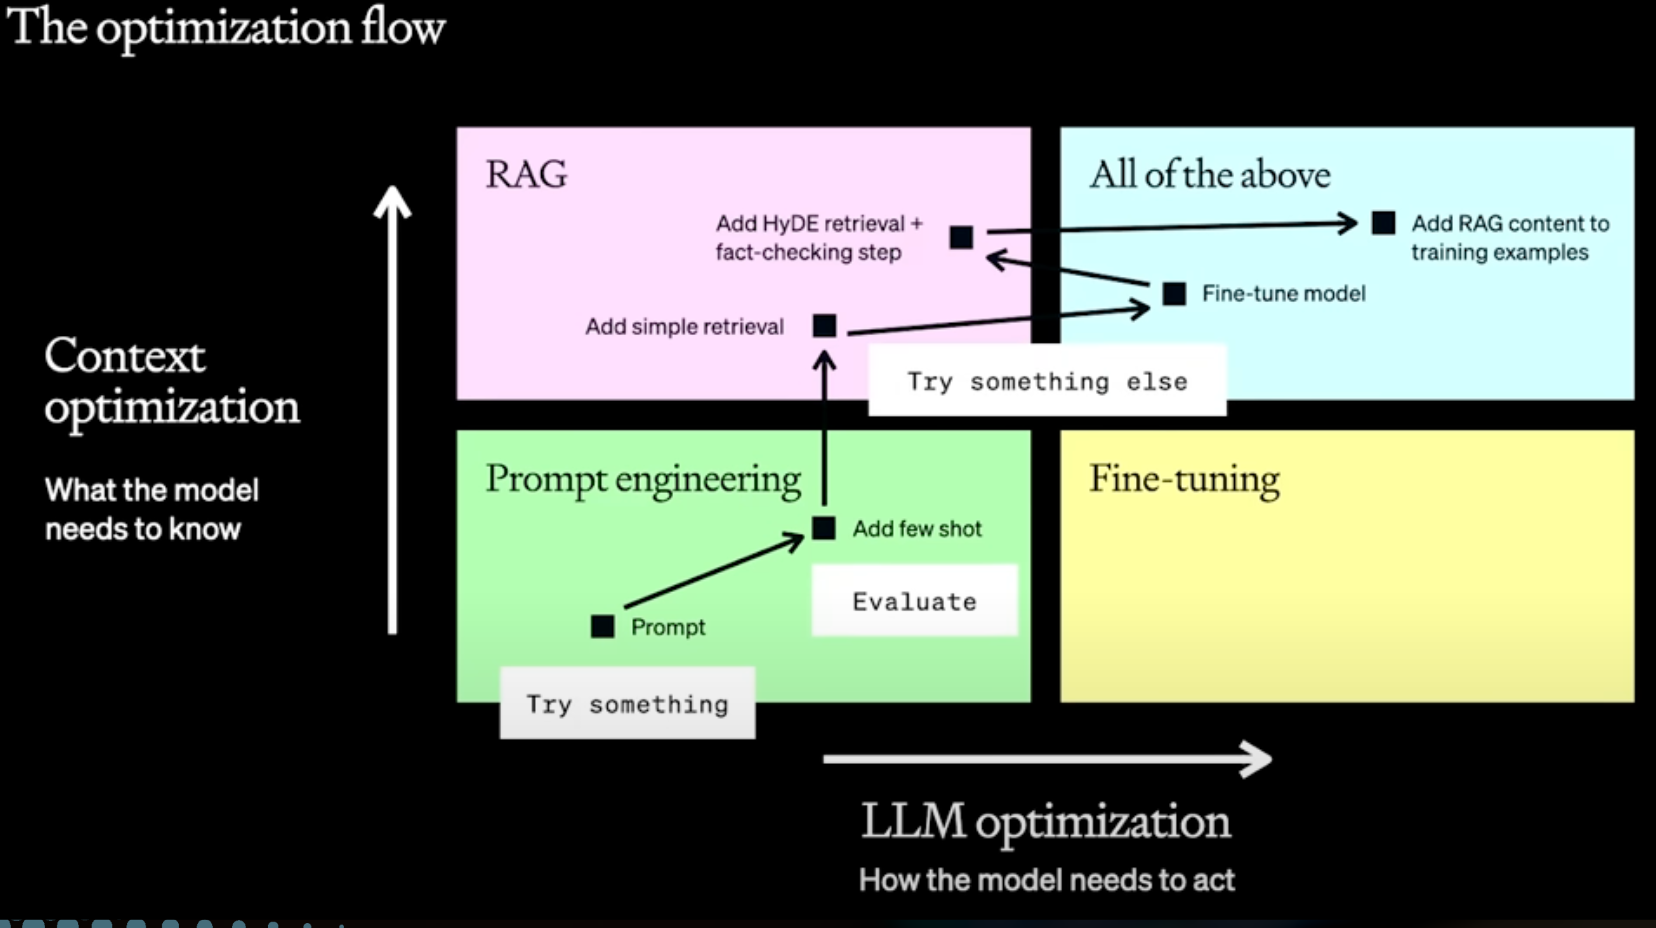 The optimization flow
RAG
Add HyDE retrieval +
fact-checking step
Add simple retrieval
All of the above
Add RAG content to
training examples
Fine-tune model
Try something else
Context
optimization
What the model
needs to know
Prompt engineering
Add few shot
Evaluate
Prompt
Try something
Fine-tuning
LLM optimization
How the model needs to act